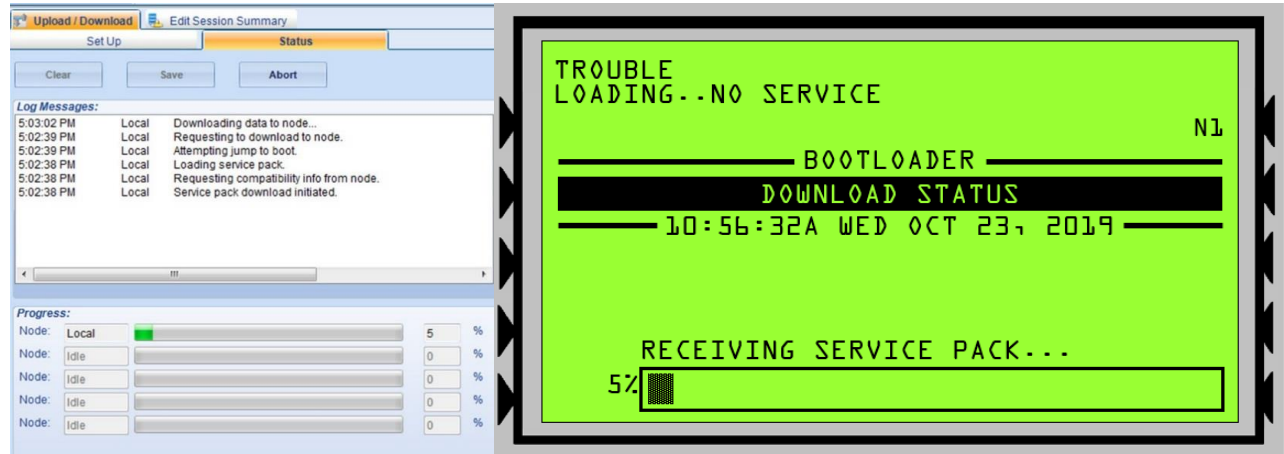 Upload / Download Edit Session Summary
Set Up Status
Clear Save Abort
Log Messages:
5:03:02 PM Local Downloading data to node...
5:02:39 PM Local Requesting to download to node.
5:02:39 PM Local Attempting jump to boot.
5:02:38 PM Local Loading service pack.
5:02:38 PM Local Requesting compatibility info from node.
5:02:38 PM Local Service pack download initiated.
Progress:
Node: Local 5 %
Node: Idle 0 %
Node: Idle 0 %
Node: Idle 0 %
Node: Idle 0 %
TROUBLE
LOADING..NO SERVICE
N1
BOOTLOADER
DOWNLOAD STATUS
10:56:32A WED OCT 23, 2019
RECEIVING SERVICE PACK...
5%